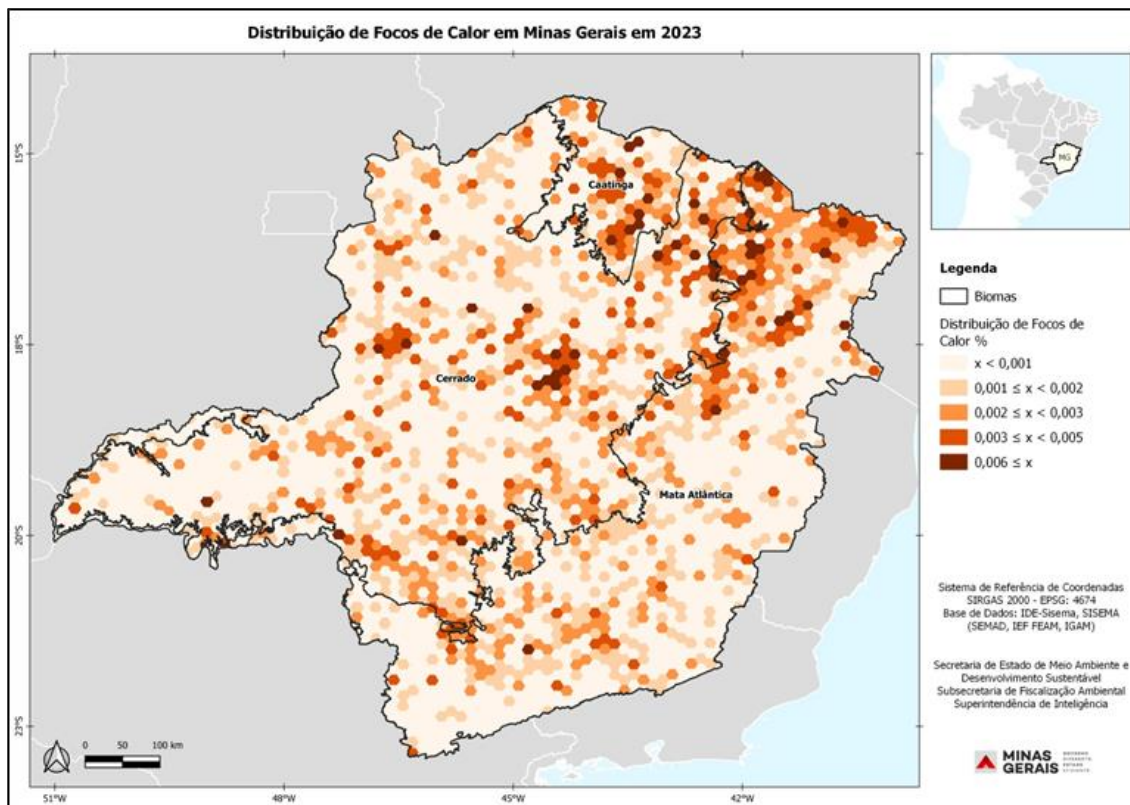 Distribuição de Focos de Calor em Minas Gerais em 2023
15°S
18°S
20°S
23°S
51°W
48°W
45°W
42°W
Caatinga
Cerrado
Mata Atlântica
0 50 100 km
MG
Legenda
Biomas
Distribuição de Focos de
Calor %
x < 0,001
0,001 ≤ x < 0,002
0,002 ≤ x < 0,003
0,003 ≤ x < 0,005
0,006 ≤ x
Sistema de Referência de Coordenadas
SIRGAS 2000 - EPSG: 4674
Base de Dados: IDE-Sisema, SISEMA
(SEMAD, IEF FEAM, IGAM)
Secretaria de Estado de Meio Ambiente e
Desenvolvimento Sustentável
Subsecretaria de Fiscalização Ambiental
Superintendência de Inteligência
MINAS
GERAIS